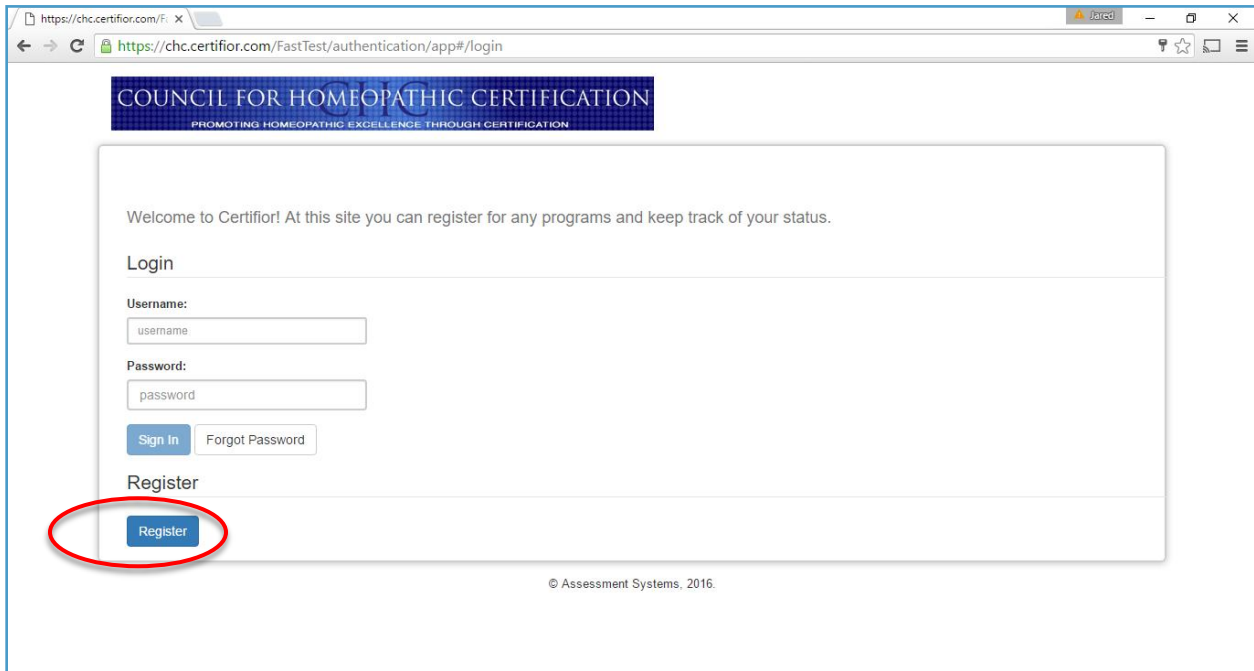 https://chc.certifior.com/Fa
Jared
https://chc.certifior.com/FastTest/authentication/app#/login
COUNCIL FOR HOMEOPATHIC CERTIFICATION
PROMOTING HOMEOPATHIC EXCELLENCE THROUGH CERTIFICATION
Welcome to Certifior! At this site you can register for any programs and keep track of your status.
Login
Username:
username
Password:
password
Sign In Forgot Password
Register
Register
© Assessment Systems, 2016.